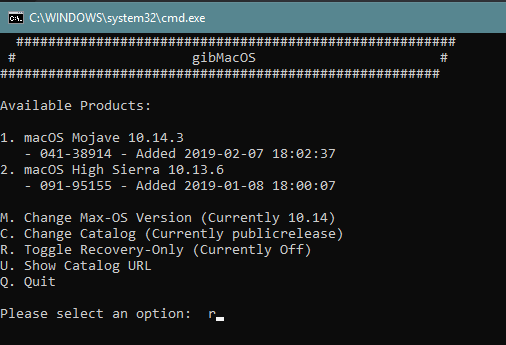 C:\WINDOWS\system32\cmd.exe
#######################################################
# gibMacOS #
#######################################################
Available Products:
1. macOS Mojave 10.14.3
- 041-38914 - Added 2019-02-07 18:02:37
2. macOS High Sierra 10.13.6
- 091-95155 - Added 2019-01-08 18:00:07
M. Change Max-OS Version (Currently 10.14)
C. Change Catalog (Currently publicrelease)
R. Toggle Recovery-Only (Currently Off)
U. Show Catalog URL
Q. Quit
Please select an option: r